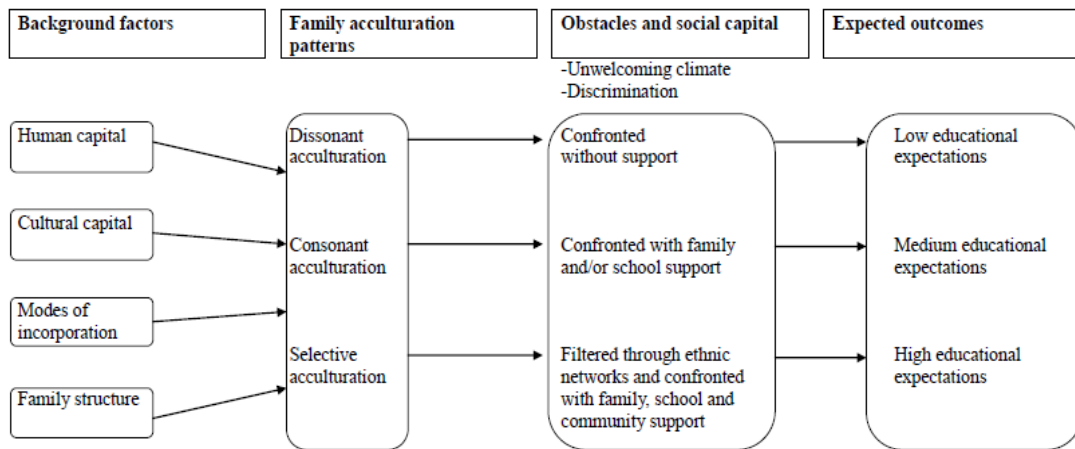 Background factors
Family acculturation
patterns
Obstacles and social capital
Expected outcomes
-Unwelcoming climate
-Discrimination
Human capital
Cultural capital
Modes of
incorporation
Family structure
Dissonant
acculturation
Consonant
acculturation
Selective
acculturation
Confronted
without support
Confronted with family
and/or school support
Filtered through ethnic
networks and confronted
with family, school and
community support
Low educational
expectations
Medium educational
expectations
High educational
expectations